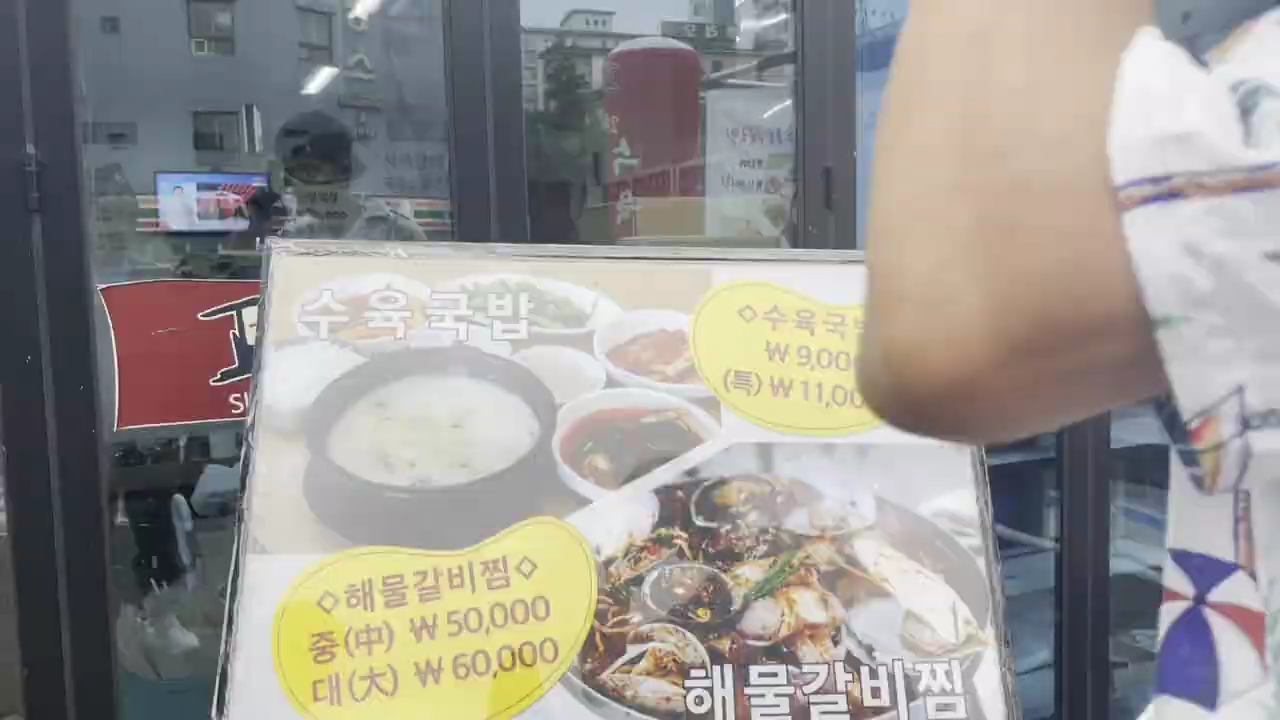 수육국밥
◇수육국
₩ 9,00
(특) ₩ 11,00
◇해물갈비찜◇
중(中) ₩ 50,000
대(大) ₩ 60,000
해물갈비찜